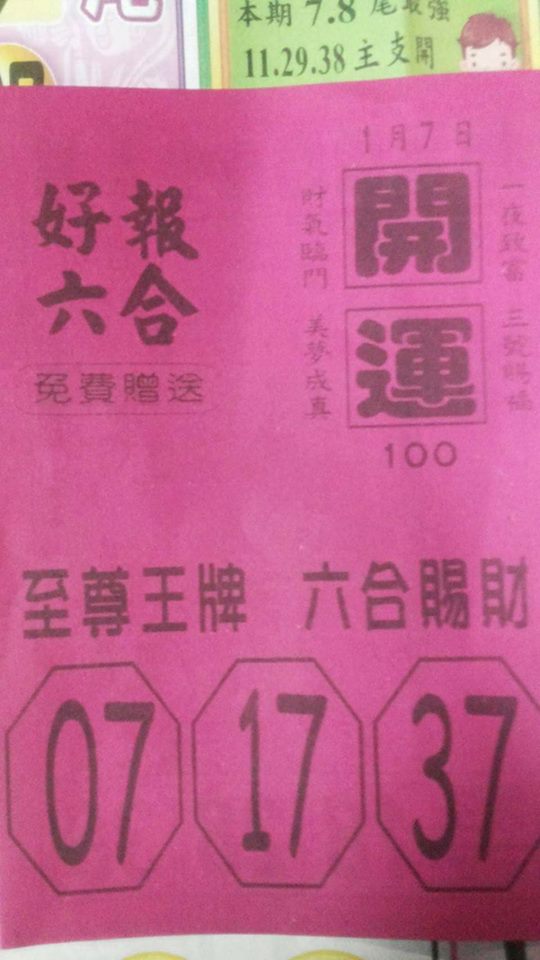 本期7.8尾最強
11.29.38主支開
1月7日
好報
六合
免費贈送
一夜致富 三號賜福
開運
財氣臨門 美夢成真
100
至尊王牌 六合賜財
07 17 37